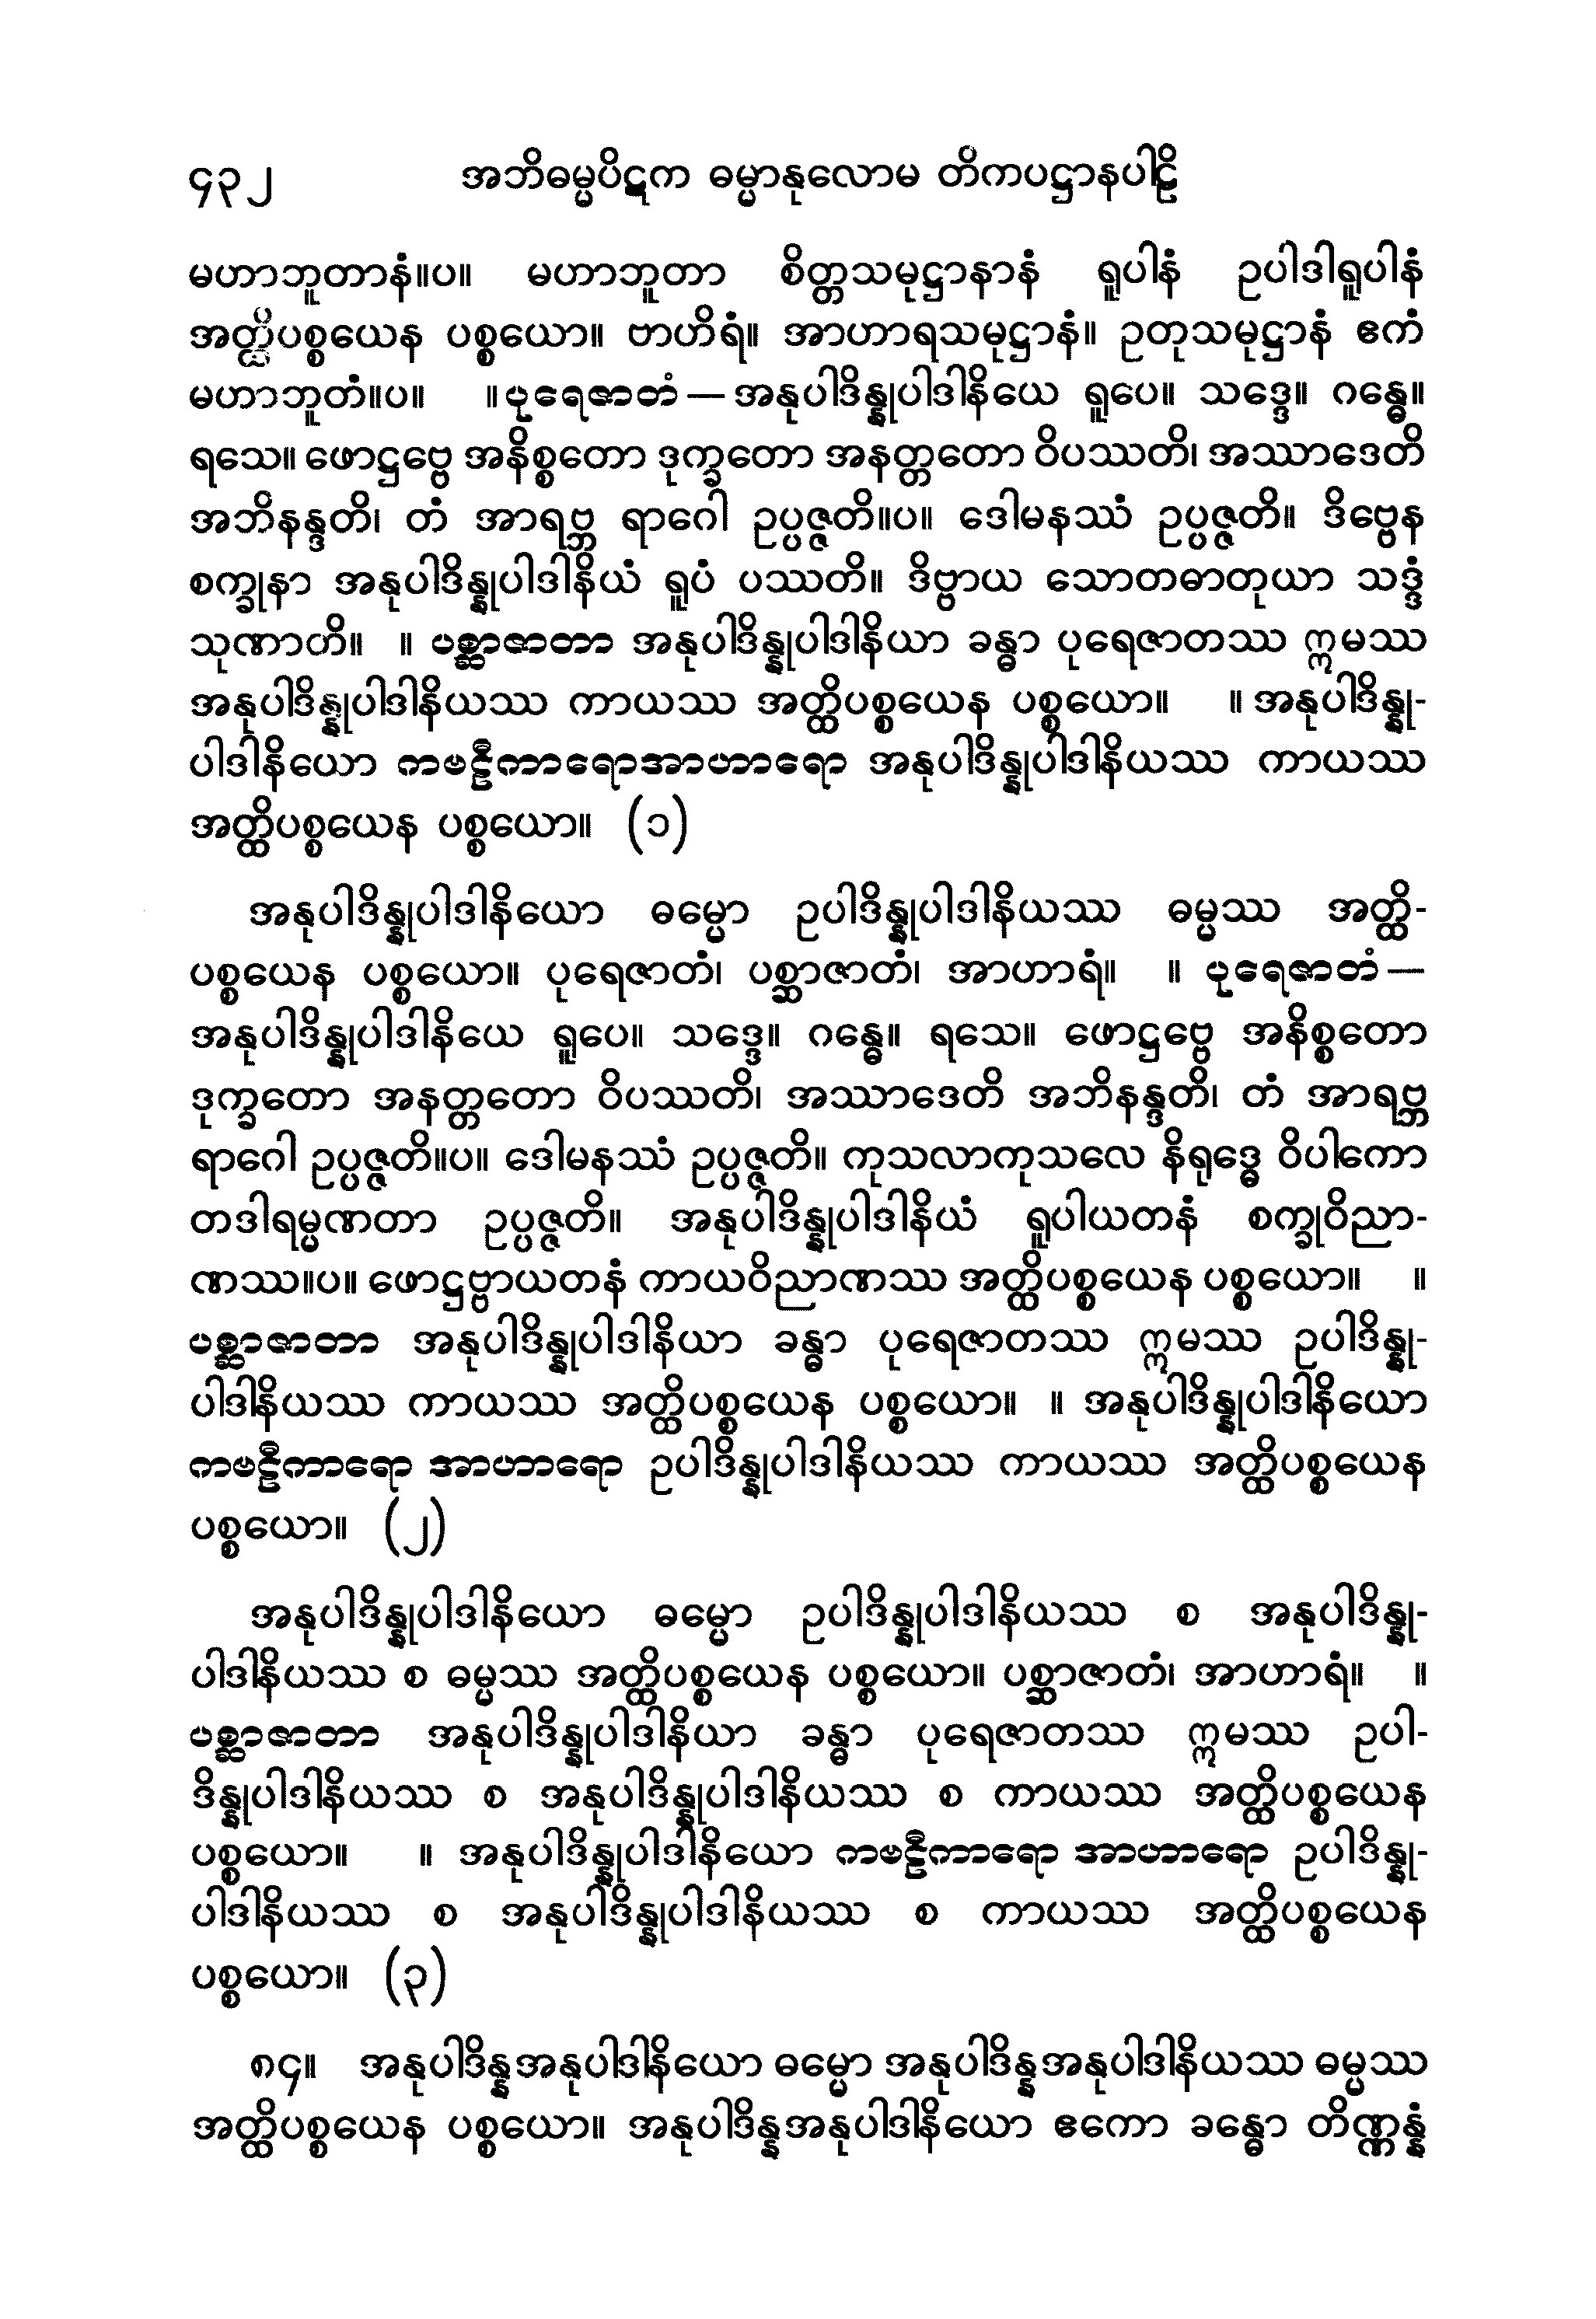 ၄၃၂ အဘိဓမ္မပိဋက ဓမ္မာနုလောမ တိကပဋ္ဌာနပါဠိ
မဟာဘူတာနံ။ပ။ မဟာဘူတာ စိတ္တသမုဋ္ဌာနာနံ ရူပါနံ ဥပါဒါရူပါနံ
အတ္ထိပစ္စယေန ပစ္စယော။ ဗာဟိရံ။ အာဟာရသမုဋ္ဌာနံ။ ဥတုသမုဋ္ဌာနံ ဧကံ
မဟာဘူတံ။ပ။ ။ ပုရေဇာတံ — အနုပါဒိန္နုပါဒါနိယေ ရူပေ။ သဒ္ဒေ။ ဂန္ဓေ။
ရသေ။ ဖောဋ္ဌဗ္ဗေ အနိစ္စတော ဒုက္ခတော အနတ္တတော ဝိပဿတိ၊ အဿာဒေတိ
အဘိနန္ဒတိ၊ တံ အာရဗ္ဘ ရာဂေါ ဥပ္ပဇ္ဇတိ။ပ။ ဒေါမနဿံ ဥပ္ပဇ္ဇတိ။ ဒိဗ္ဗေန
စက္ခုနာ အနုပါဒိန္နုပါဒါနိယံ ရူပံ ပဿတိ။ ဒိဗ္ဗာယ သောတဓာတုယာ သဒ္ဒံ
သုဏာတိ။ ။ ပစ္ဆာဇာတာ အနုပါဒိန္နုပါဒါနိယာ ခန္ဓာ ပုရေဇာတဿ ဣမဿ
အနုပါဒိန္နုပါဒါနိယဿ ကာယဿ အတ္ထိပစ္စယေန ပစ္စယော။ ။ အနုပါဒိန္နု-
ပါဒါနိယော ကဗဠီကာရောအာဟာရော အနုပါဒိန္နုပါဒါနိယဿ ကာယဿ
အတ္ထိပစ္စယေန ပစ္စယော။ (၁)
အနုပါဒိန္နုပါဒါနိယော ဓမ္မော ဥပါဒိန္နုပါဒါနိယဿ ဓမ္မဿ အတ္ထိ-
ပစ္စယေန ပစ္စယော။ ပုရေဇာတံ၊ ပစ္ဆာဇာတံ၊ အာဟာရံ။ ။ ပုရေဇာတံ —
အနုပါဒိန္နုပါဒါနိယေ ရူပေ။ သဒ္ဒေ။ ဂန္ဓေ။ ရသေ။ ဖောဋ္ဌဗ္ဗေ အနိစ္စတော
ဒုက္ခတော အနတ္တတော ဝိပဿတိ၊ အဿာဒေတိ အဘိနန္ဒတိ၊ တံ အာရဗ္ဘ
ရာဂေါ ဥပ္ပဇ္ဇတိ။ပ။ ဒေါမနဿံ ဥပ္ပဇ္ဇတိ။ ကုသလာကုသလေ နိရုဒ္ဓေ ဝိပါကော
တဒါရမ္မဏတာ ဥပ္ပဇ္ဇတိ။ အနုပါဒိန္နုပါဒါနိယံ ရူပါယတနံ စက္ခုဝိညာ-
ဏဿ။ပ။ ဖောဋ္ဌဗ္ဗာယတနံ ကာယဝိညာဏဿ အတ္ထိပစ္စယေန ပစ္စယော။ ။
ပစ္ဆာဇာတာ အနုပါဒိန္နုပါဒါနိယာ ခန္ဓာ ပုရေဇာတဿ ဣမဿ ဥပါဒိန္နု-
ပါဒါနိယဿ ကာယဿ အတ္ထိပစ္စယေန ပစ္စယော။ ။ အနုပါဒိန္နုပါဒါနိယော
ကဗဠီကာရော အာဟာရော ဥပါဒိန္နုပါဒါနိယဿ ကာယဿ အတ္ထိပစ္စယေန
ပစ္စယော။ (၂)
အနုပါဒိန္နုပါဒါနိယော ဓမ္မော ဥပါဒိန္နုပါဒါနိယဿ စ အနုပါဒိန္နု-
ပါဒါနိယဿ စ ဓမ္မဿ အတ္ထိပစ္စယေန ပစ္စယော။ ပစ္ဆာဇာတံ၊ အာဟာရံ။ ။
ပစ္ဆာဇာတာ အနုပါဒိန္နုပါဒါနိယာ ခန္ဓာ ပုရေဇာတဿ ဣမဿ ဥပါ-
ဒိန္နုပါဒါနိယဿ စ အနုပါဒိန္နုပါဒါနိယဿ စ ကာယဿ အတ္ထိပစ္စယေန
ပစ္စယော။ ။ အနုပါဒိန္နုပါဒါနိယော ကဗဠီကာရော အာဟာရော ဥပါဒိန္နု-
ပါဒါနိယဿ စ အနုပါဒိန္နုပါဒါနိယဿ စ ကာယဿ အတ္ထိပစ္စယေန
ပစ္စယော။ (၃)
၈၄။ အနုပါဒိန္နအနုပါဒါနိယော ဓမ္မော အနုပါဒိန္နအနုပါဒါနိယဿ ဓမ္မဿ
အတ္ထိပစ္စယေန ပစ္စယော။ အနုပါဒိန္နအနုပါဒါနိယော ဧကော ခန္ဓော တိဏ္ဏန္နံ